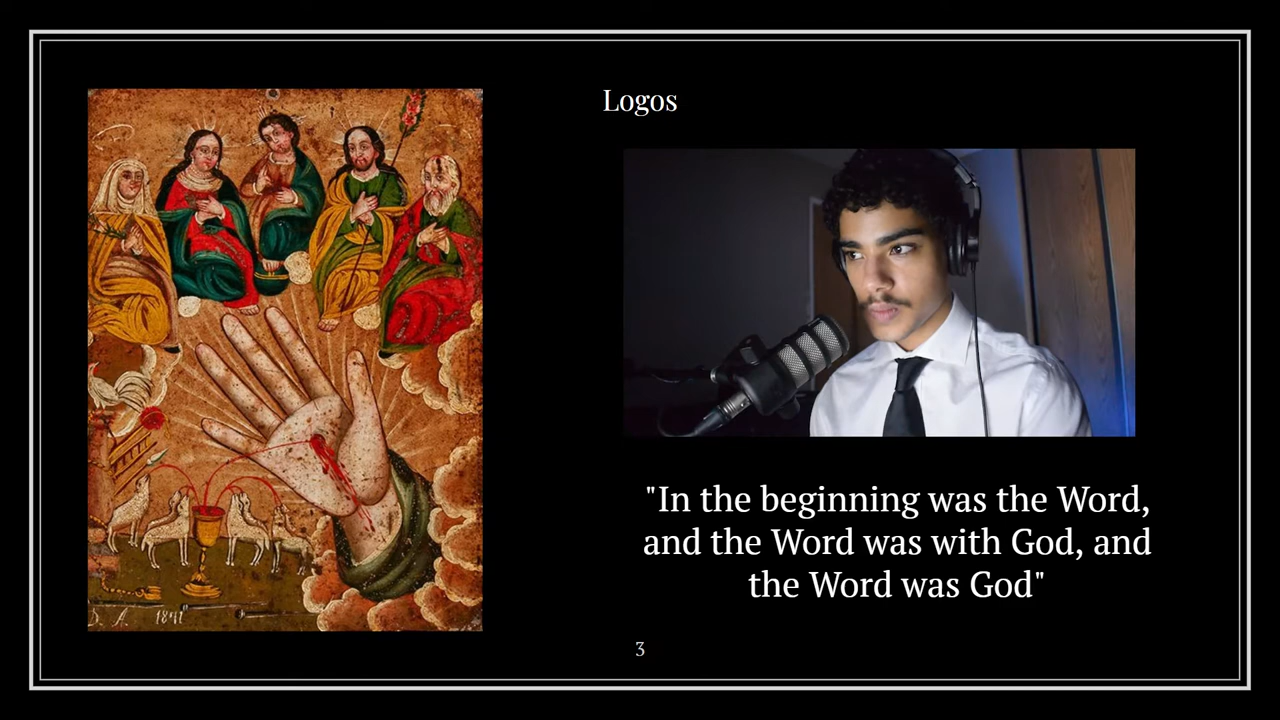 Logos
"In the beginning was the Word,
and the Word was with God, and
the Word was God"
3